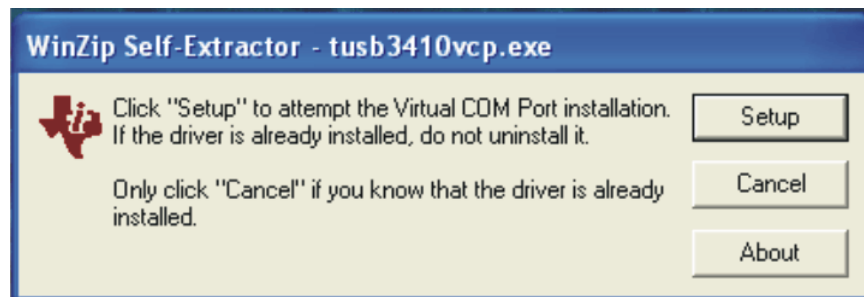 WinZip Self-Extractor - tusb3410vcp.exe
Click "Setup" to attempt the Virtual COM Port installation.
If the driver is already installed, do not uninstall it.
Only click "Cancel" if you know that the driver is already
installed.
Setup
Cancel
About